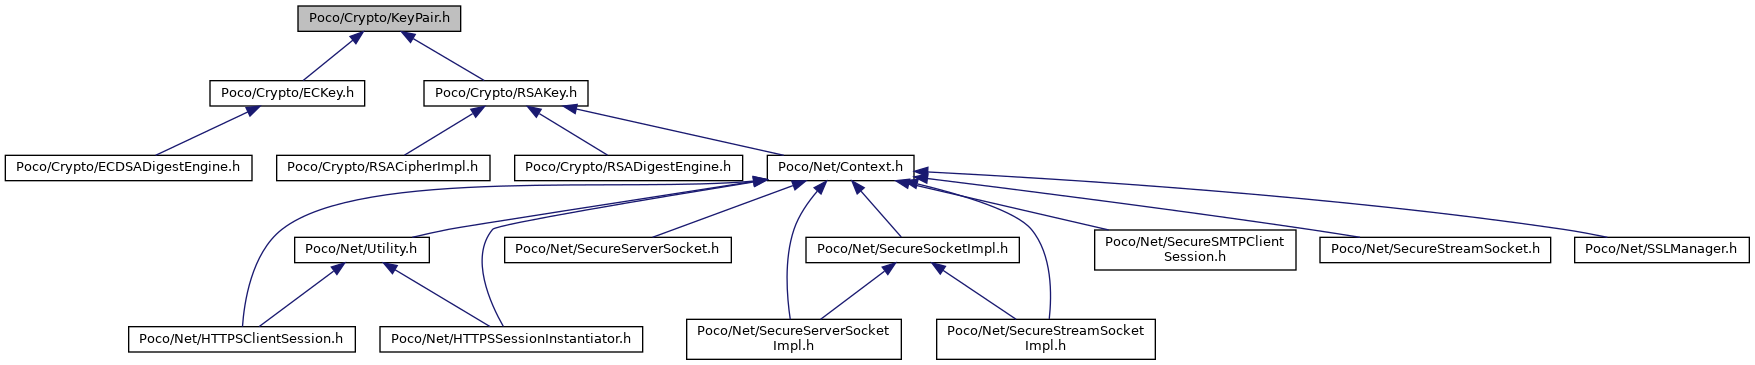 Poco/Crypto/KeyPair.h
Poco/Crypto/ECKey.h
Poco/Crypto/RSAKey.h
Poco/Crypto/ECDSADigestEngine.h
Poco/Crypto/RSACipherImpl.h
Poco/Crypto/RSADigestEngine.h
Poco/Net/Context.h
Poco/Net/Utility.h
Poco/Net/SecureServerSocket.h
Poco/Net/SecureSocketImpl.h
Poco/Net/SecureSMTPClient
Session.h
Poco/Net/SecureStreamSocket.h
Poco/Net/SSLManager.h
Poco/Net/HTTPSClientSession.h
Poco/Net/HTTPSSessionInstantiator.h
Poco/Net/SecureServerSocket
Impl.h
Poco/Net/SecureStreamSocket
Impl.h